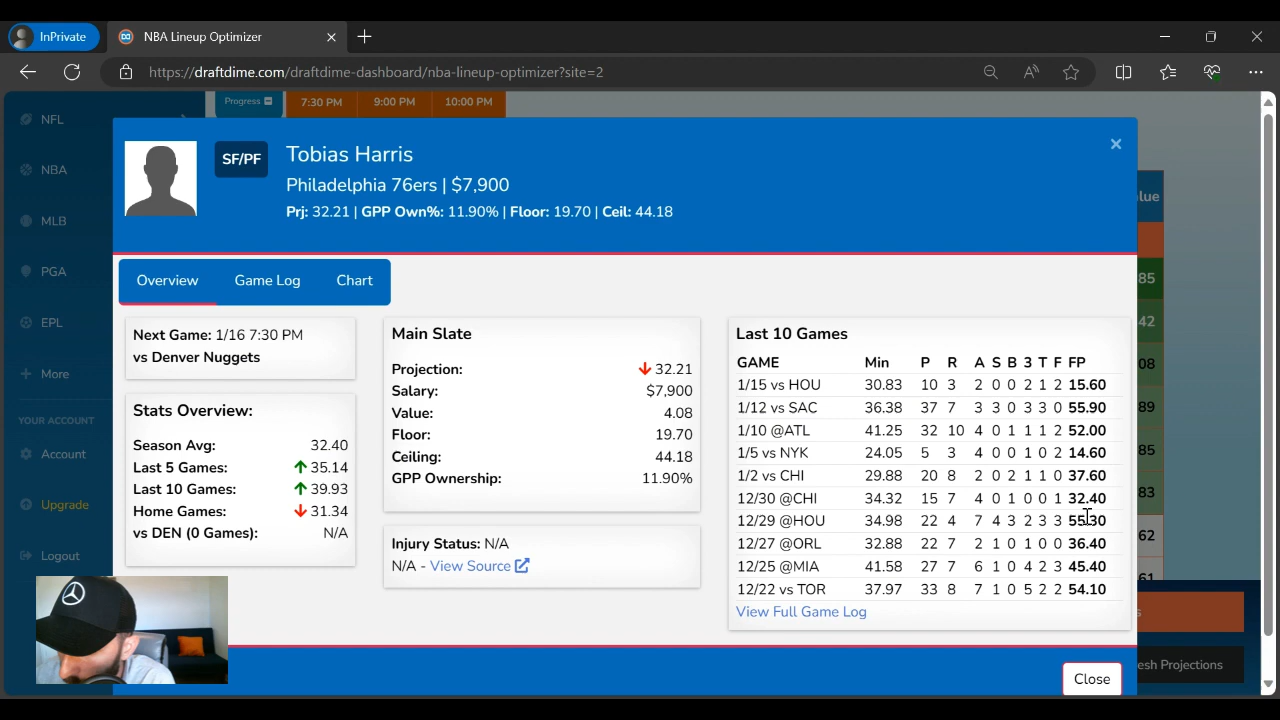 InPrivate
NBA Lineup Optimizer
https://draftdime.com/draftdime-dashboard/nba-lineup-optimizer?site=2
NFL
NBA
MLB
PGA
EPL
More
YOUR ACCOUNT
Account
Upgrade
Logout
Progress
7:30 PM 9:00 PM 10:00 PM
SF/PF
Tobias Harris
Philadelphia 76ers | $7,900
Prj: 32.21 | GPP Own%: 11.90% | Floor: 19.70 | Ceil: 44.18
Overview Game Log Chart
Next Game: 1/16 7:30 PM
vs Denver Nuggets
Stats Overview:
Season Avg: 32.40
Last 5 Games: 35.14
Last 10 Games: 39.93
Home Games: 31.34
vs DEN (0 Games): N/A
Main Slate
Projection: 32.21
Salary: $7,900
Value: 4.08
Floor: 19.70
Ceiling: 44.18
GPP Ownership: 11.90%
Injury Status: N/A
N/A - View Source
Last 10 Games
GAME Min P R A S B 3 T F FP
1/15 vs HOU 30.83 10 3 2 0 0 2 1 2 15.60
1/12 vs SAC 36.38 37 7 3 3 0 3 3 0 55.90
1/10 @ATL 41.25 32 10 4 0 1 1 1 2 52.00
1/5 vs NYK 24.05 5 3 4 0 0 1 0 2 14.60
1/2 vs CHI 29.88 20 8 2 0 2 1 1 0 37.60
12/30 @CHI 34.32 15 7 4 0 1 0 0 1 32.40
12/29 @HOU 34.98 22 4 7 4 3 2 3 3 55.30
12/27 @ORL 32.88 22 7 2 1 0 1 0 0 36.40
12/25 @MIA 41.58 27 7 6 1 0 4 2 3 45.40
12/22 vs TOR 37.97 33 8 7 1 0 5 2 2 54.10
View Full Game Log
Close
lue
85
42
08
89
85
83
62
61
s
esh Projections